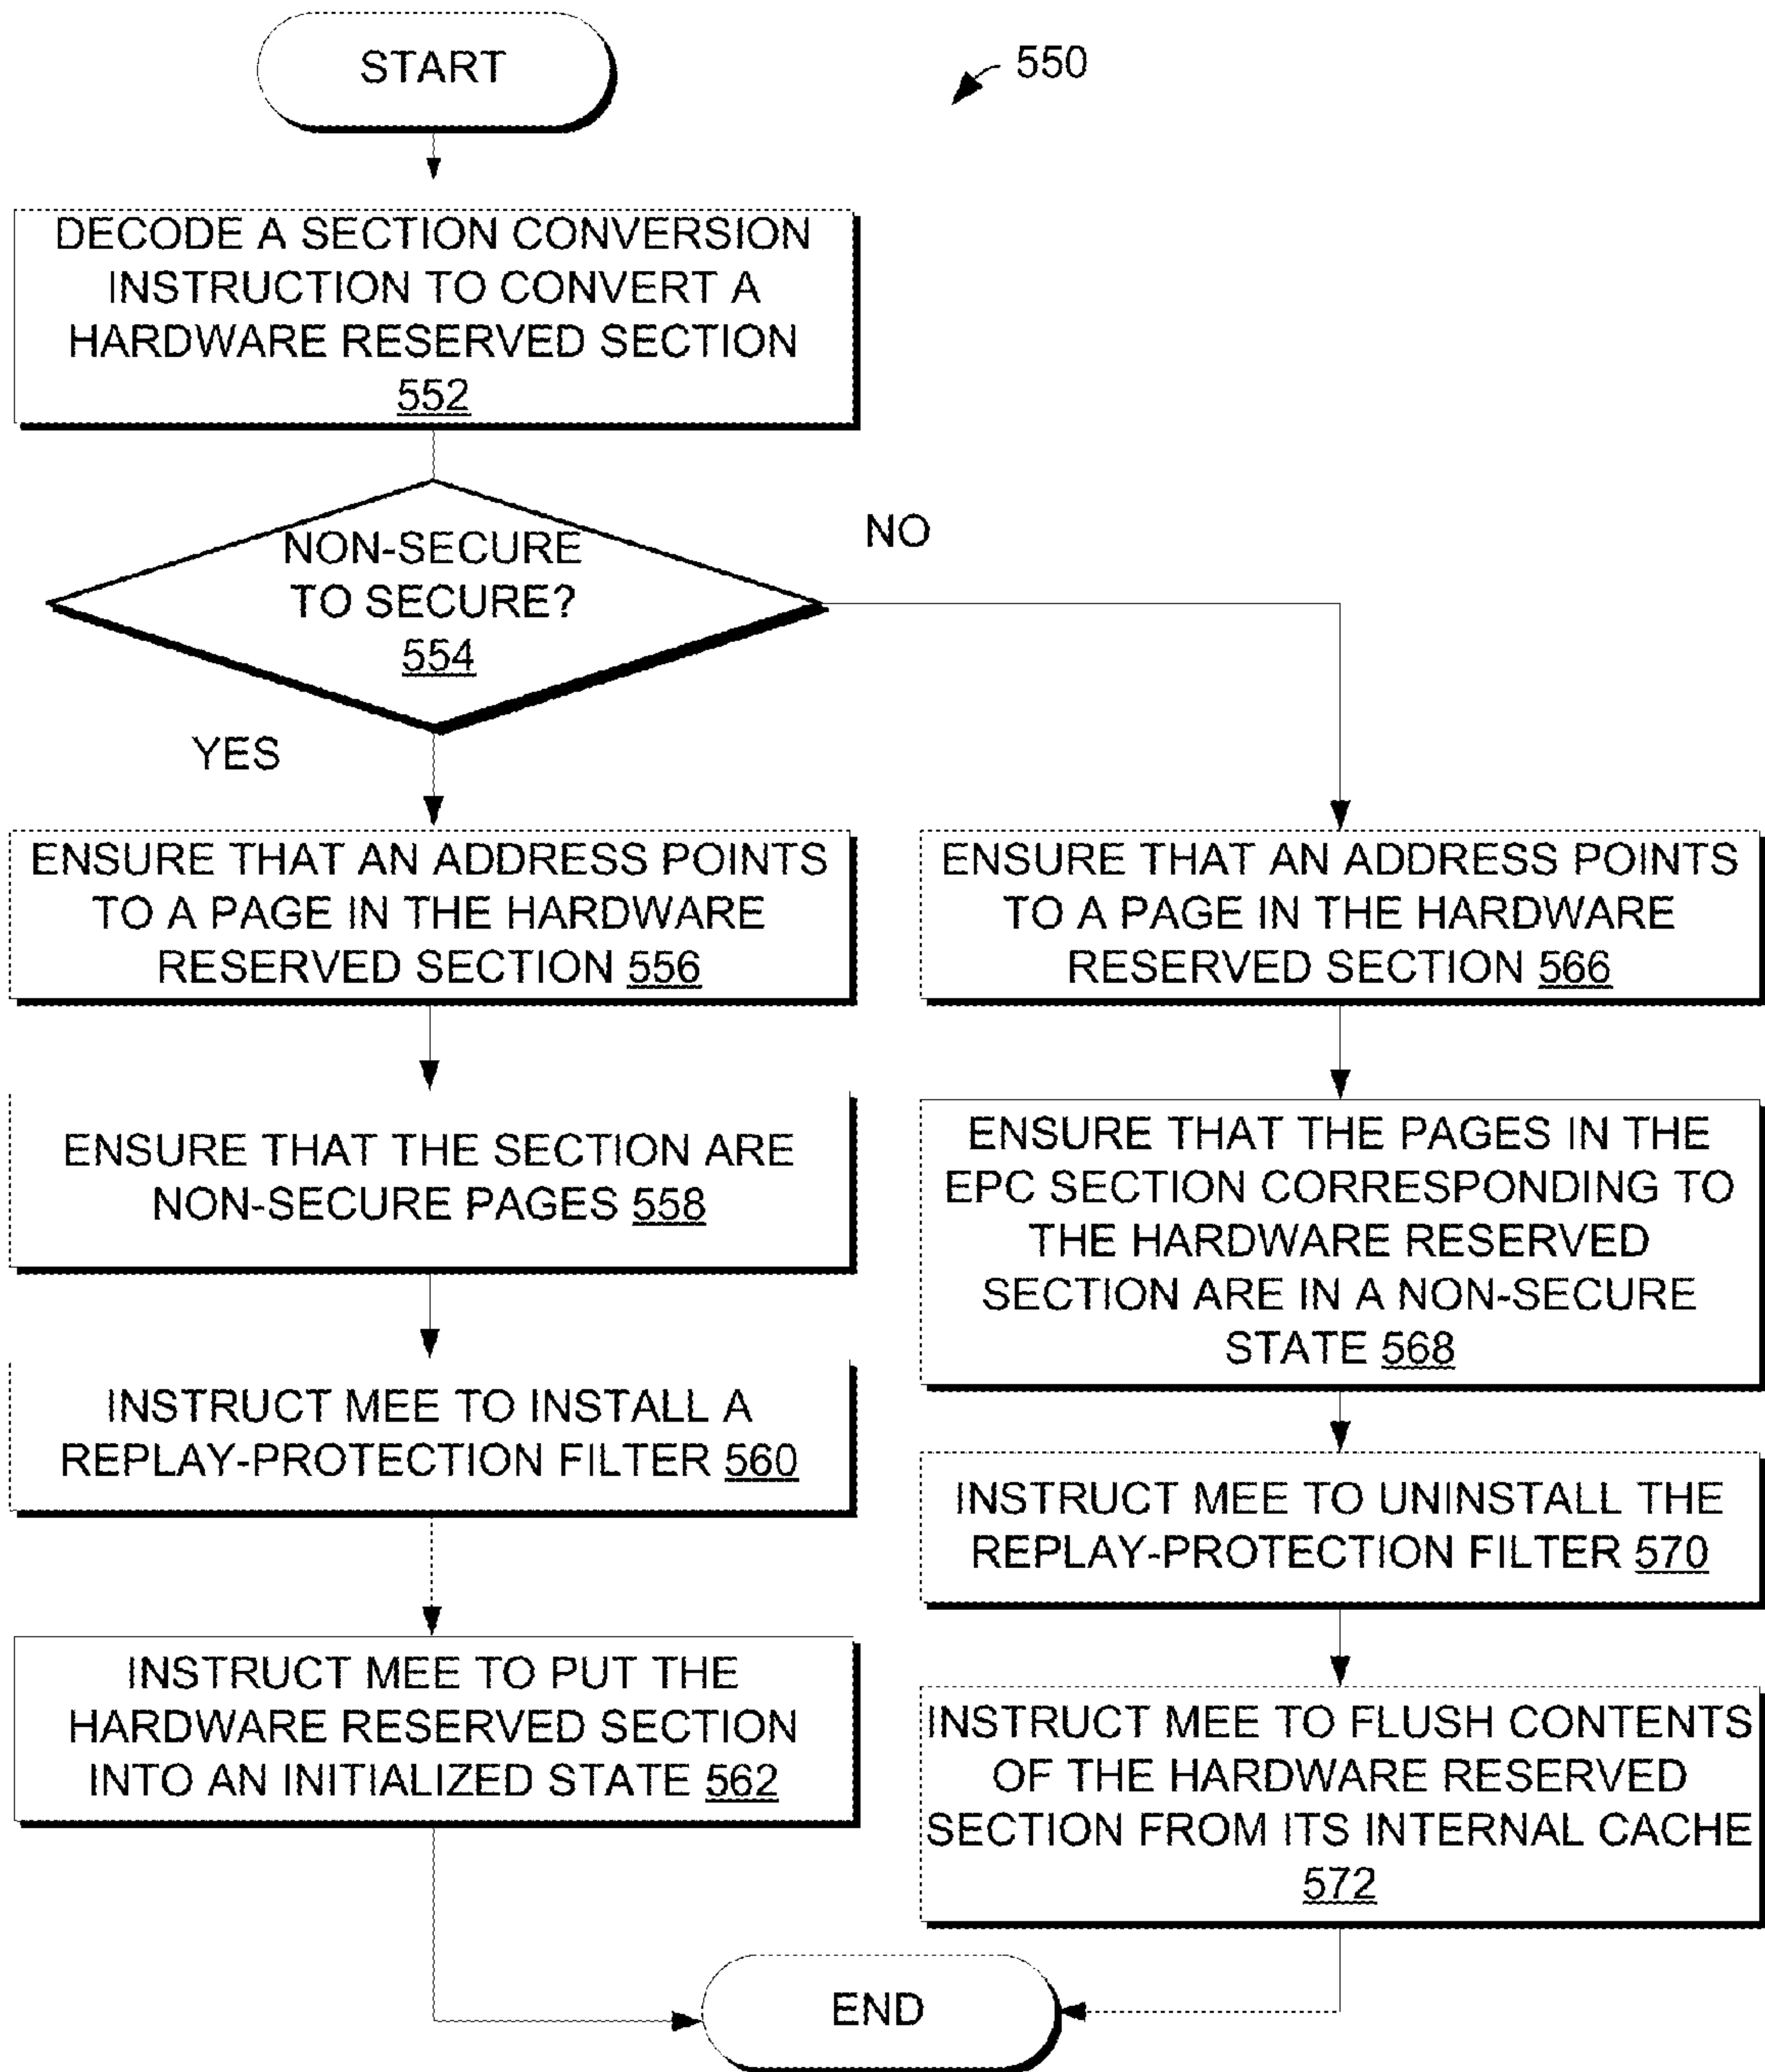 START
550
DECODE A SECTION CONVERSION
INSTRUCTION TO CONVERT A
HARDWARE RESERVED SECTION
552
NON-SECURE
TO SECURE?
554
NO
YES
ENSURE THAT AN ADDRESS POINTS
TO A PAGE IN THE HARDWARE
RESERVED SECTION 556
ENSURE THAT THE SECTION ARE
NON-SECURE PAGES 558
INSTRUCT MEE TO INSTALL A
REPLAY-PROTECTION FILTER 560
INSTRUCT MEE TO PUT THE
HARDWARE RESERVED SECTION
INTO AN INITIALIZED STATE 562
ENSURE THAT AN ADDRESS POINTS
TO A PAGE IN THE HARDWARE
RESERVED SECTION 566
ENSURE THAT THE PAGES IN THE
EPC SECTION CORRESPONDING TO
THE HARDWARE RESERVED
SECTION ARE IN A NON-SECURE
STATE 568
INSTRUCT MEE TO UNINSTALL THE
REPLAY-PROTECTION FILTER 570
INSTRUCT MEE TO FLUSH CONTENTS
OF THE HARDWARE RESERVED
SECTION FROM ITS INTERNAL CACHE
572
END